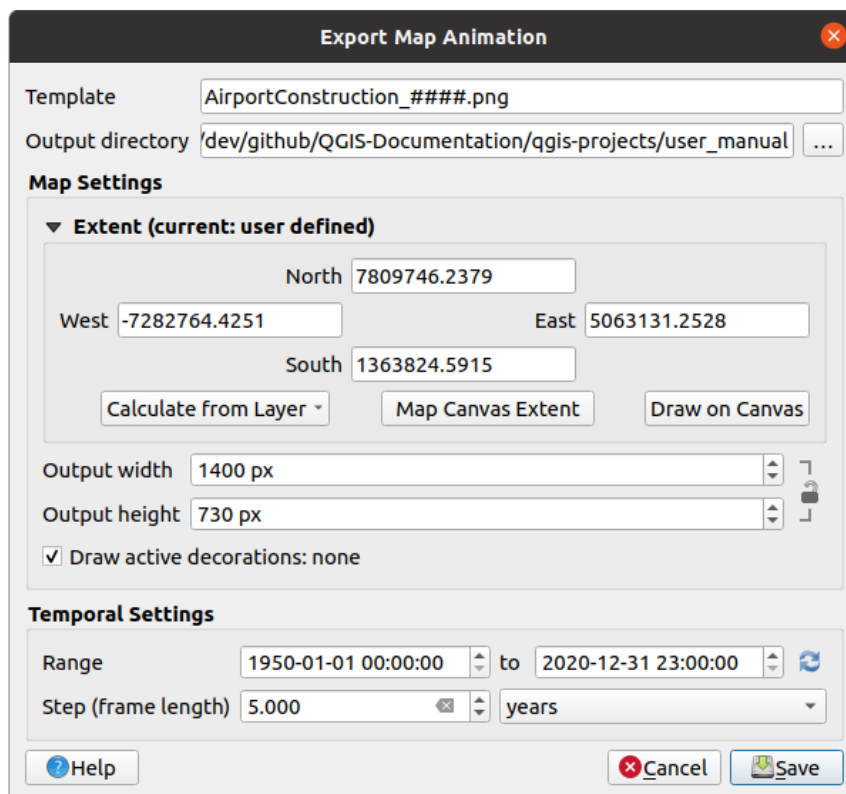 Export Map Animation
Template AirportConstruction_####.png
Output directory /dev/github/QGIS-Documentation/qgis-projects/user_manual ...
Map Settings
Extent (current: user defined)
North 7809746.2379
West -7282764.4251 East 5063131.2528
South 1363824.5915
Calculate from Layer Map Canvas Extent Draw on Canvas
Output width 1400 px
Output height 730 px
Draw active decorations: none
Temporal Settings
Range 1950-01-01 00:00:00 to 2020-12-31 23:00:00
Step (frame length) 5.000 years
Help Cancel Save